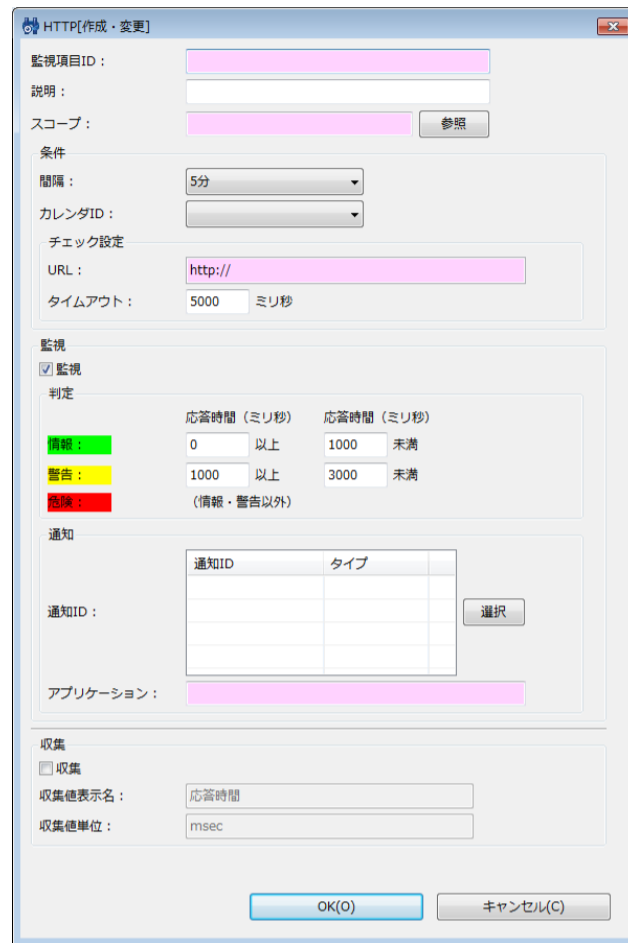 HTTP[作成・変更]
監視項目ID：
説明：
スコープ： 参照
条件
間隔： 5分
カレンダID：
チェック設定
URL： http://
タイムアウト： 5000 ミリ秒
監視
監視
判定
応答時間（ミリ秒） 応答時間（ミリ秒）
情報： 0 以上 1000 未満
警告： 1000 以上 3000 未満
危険： （情報・警告以外）
通知
通知ID タイプ
通知ID： 選択
アプリケーション：
収集
収集
収集値表示名： 応答時間
収集値単位： msec
OK(O) キャンセル(C)